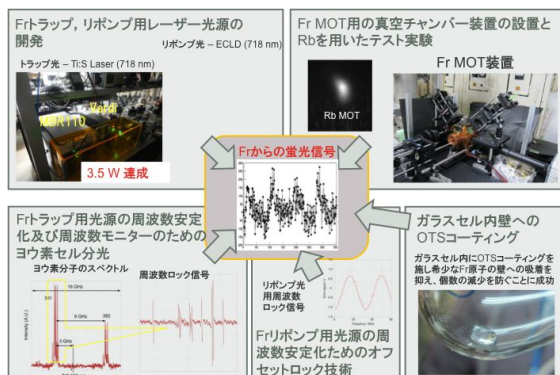 Frトラップ, リポンプ用レーザー光源の
開発
リポンプ光 – ECLD (718 nm)
トラップ光 – Ti:S Laser (718 nm)
Verdi
MBR110
3.5 W 達成
Fr MOT用の真空チャンバー装置の設置と
Rbを用いたテスト実験
Fr MOT装置
Rb MOT
Frからの蛍光信号
Frトラップ用光源の周波数安定
化及び周波数モニターのための
ヨウ素セル分光
ヨウ素分子のスペクトル
周波数ロック信号
16 GHz
9 GHz
3 GHz
Intensity (A.U.)
リポンプ光
用周波数
ロック信号
Frリポンプ用光源の周
波数安定化ためのオフ
セットロック技術
ガラスセル内壁への
OTSコーティング
ガラスセル内にOTSコーティングを
施し希少なFr原子の壁への吸着を
抑え、個数の減少を防ぐことに成功